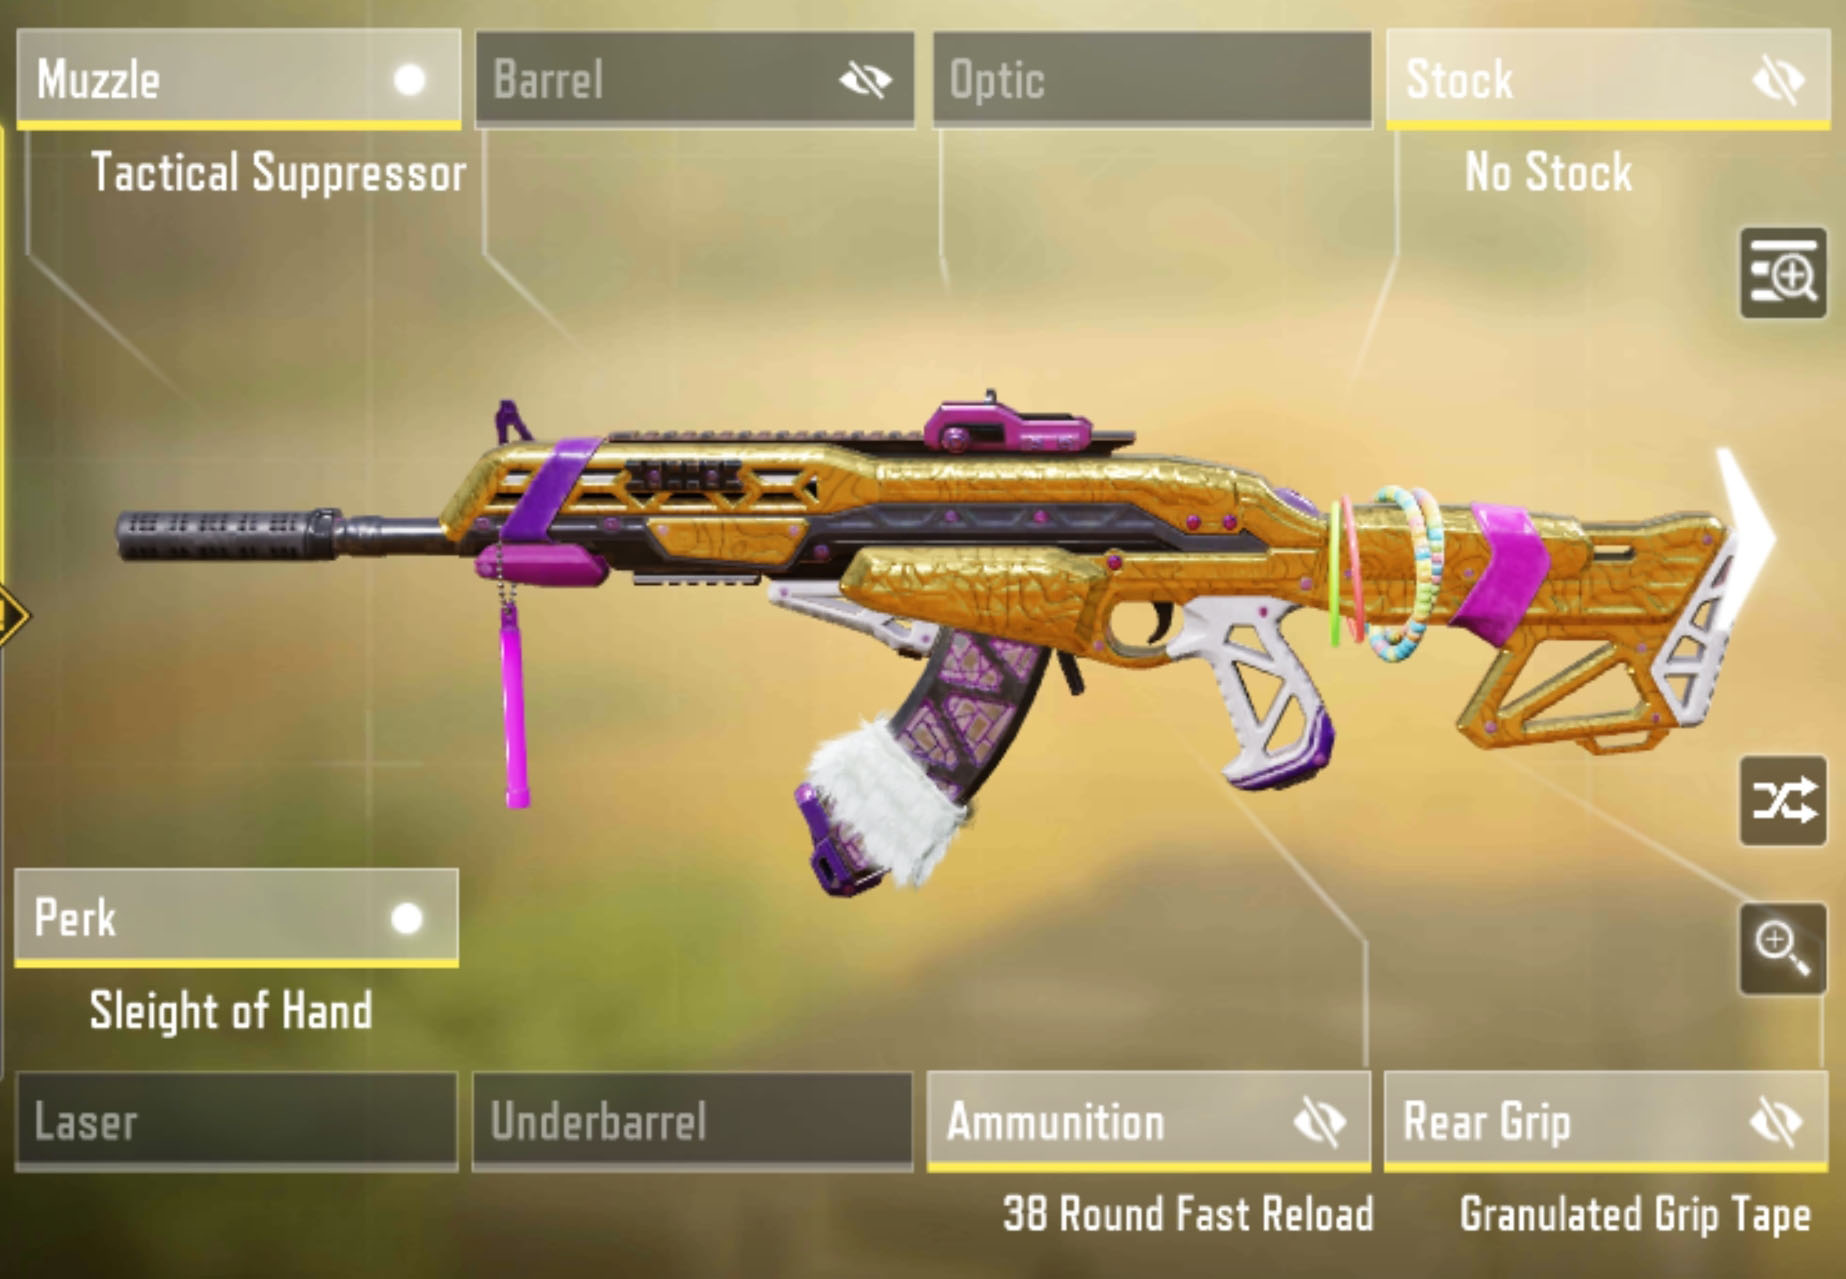 Muzzle
Barrel
Optic
Stock
Tactical Suppressor
No Stock
Perk
Sleight of Hand
Laser
Underbarrel
Ammunition
Rear Grip
38 Round Fast Reload
Granulated Grip Tape